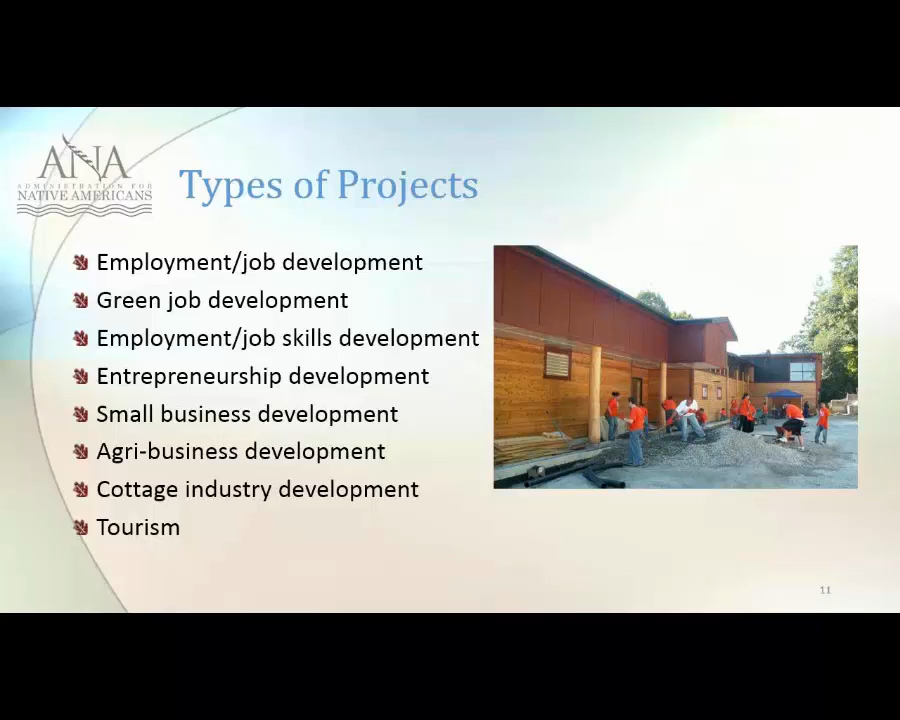 ANA
ADMINISTRATION FOR
NATIVE AMERICANS
Types of Projects
Employment/job development
Green job development
Employment/job skills development
Entrepreneurship development
Small business development
Agri-business development
Cottage industry development
Tourism
11